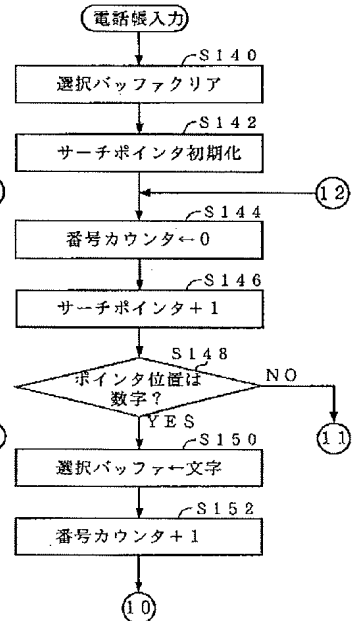 電話帳入力
S140
選択バッファクリア
S142
サーチポインタ初期化
12
S144
番号カウンタ←0
S146
サーチポインタ+1
S148
ポインタ位置は
数字?
NO
YES
11
S150
選択バッファ←文字
S152
番号カウンタ+1
10